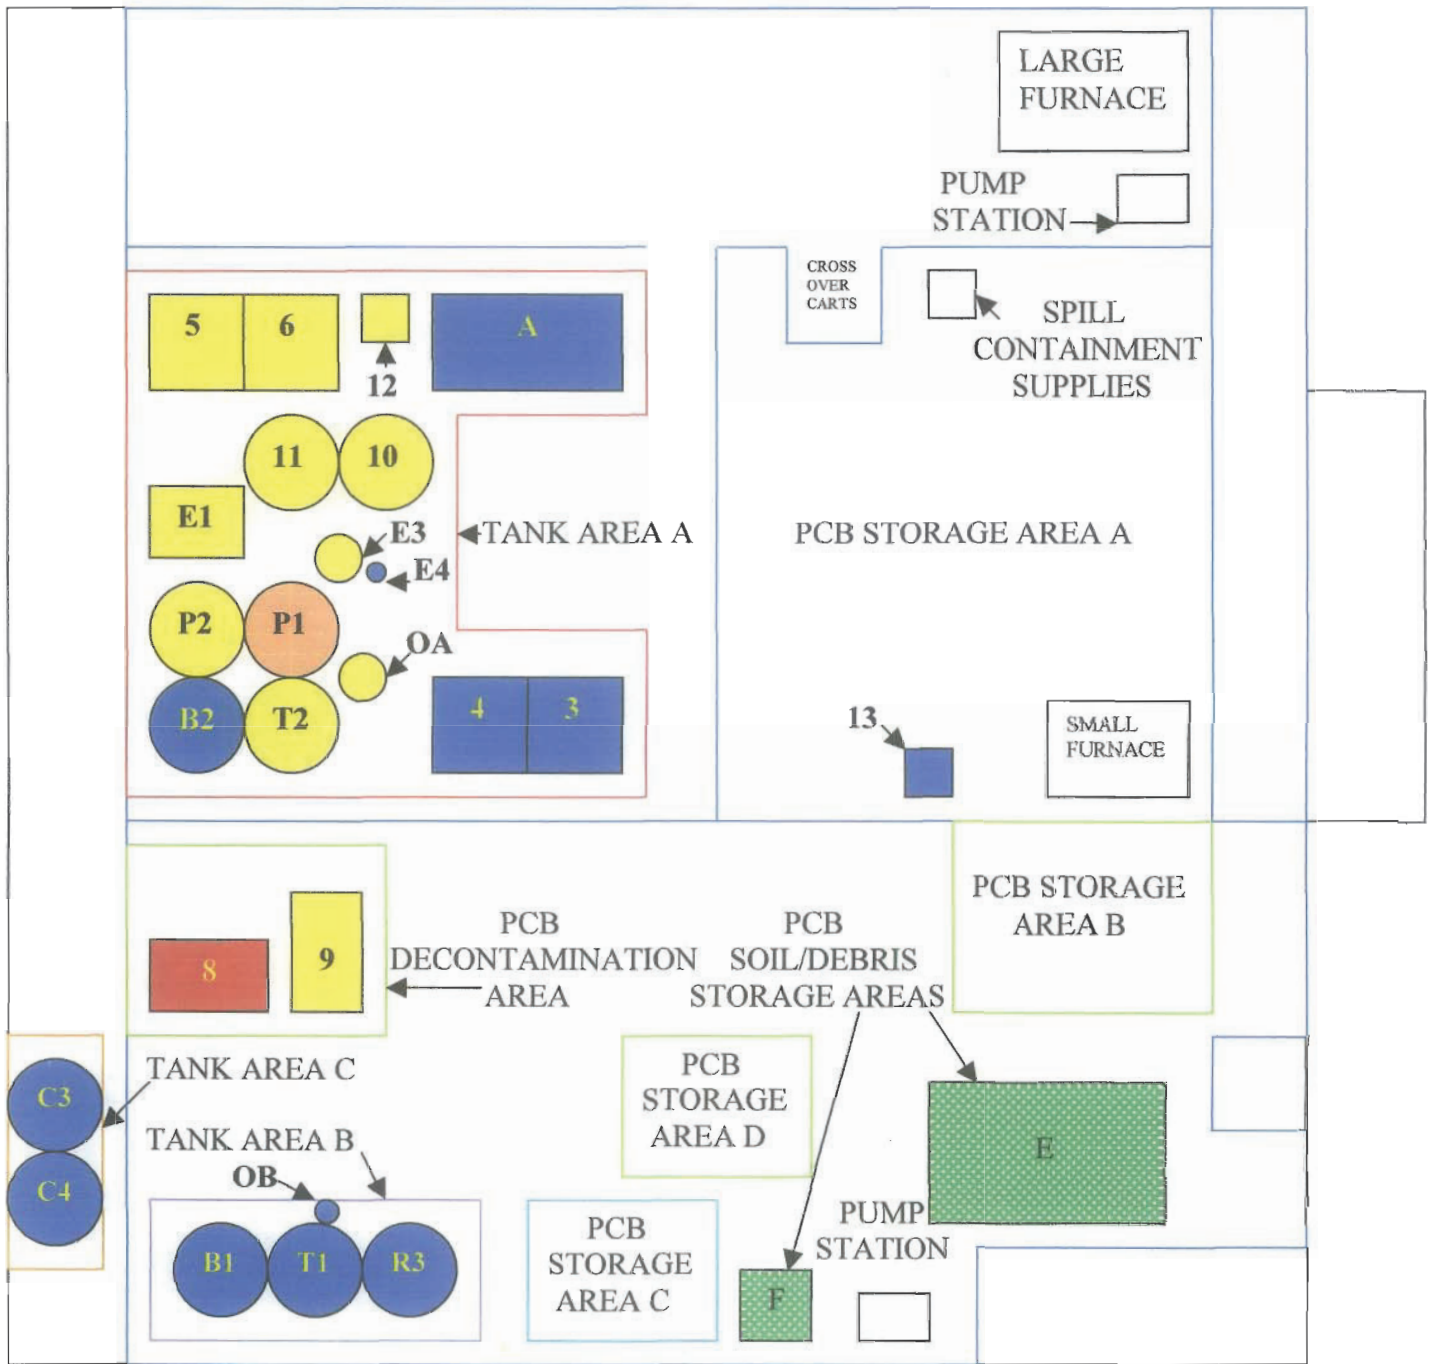 LARGE
FURNACE
PUMP
STATION
CROSS
OVER
CARTS
SPILL
CONTAINMENT
SUPPLIES
5
6
12
A
11
10
E1
E3
E4
TANK AREA A
PCB STORAGE AREA A
P2
P1
OA
B2
T2
4
3
13
SMALL
FURNACE
8
9
PCB
DECONTAMINATION
AREA
PCB
SOIL/DEBRIS
STORAGE AREAS
PCB STORAGE
AREA B
C3
C4
TANK AREA C
TANK AREA B
OB
B1
T1
R3
PCB
STORAGE
AREA D
PCB
STORAGE
AREA C
E
PUMP
STATION
F